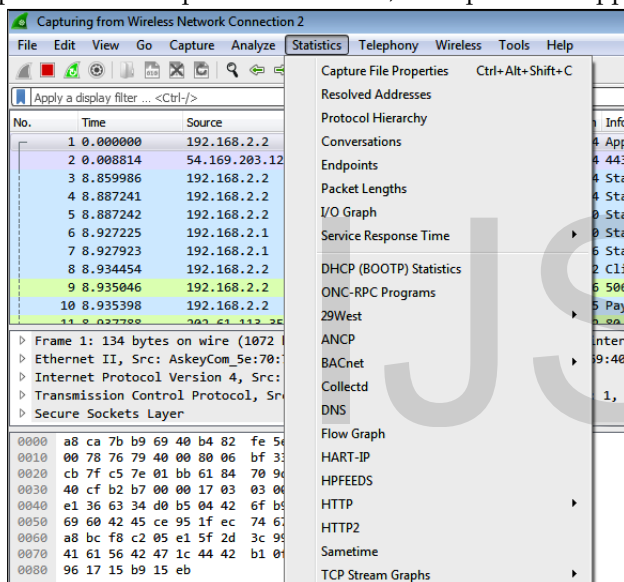 Capturing from Wireless Network Connection 2
File Edit View Go Capture Analyze Statistics Telephony Wireless Tools Help
Apply a display filter ... <Ctrl-/>
No. Time Source
1 0.000000 192.168.2.2
2 0.008814 54.169.203.12
3 8.859986 192.168.2.2
4 8.887241 192.168.2.2
5 8.887242 192.168.2.2
6 8.927225 192.168.2.1
7 8.927923 192.168.2.1
8 8.934454 192.168.2.2
9 8.935046 192.168.2.2
10 8.935398 192.168.2.2
Frame 1: 134 bytes on wire (1072
Ethernet II, Src: AskeyCom_5e:70:
Internet Protocol Version 4, Src:
Transmission Control Protocol, Sr
Secure Sockets Layer
0000 a8 ca 7b b9 69 40 b4 82 fe 5e
0010 00 78 76 79 40 00 80 06 bf 33
0020 cb 7f c5 7e 01 bb 61 84 70 9d
0030 40 cf b2 b7 00 00 17 03 03 00
0040 e1 36 63 34 d0 b5 04 42 6f b9
0050 69 60 42 45 ce 95 1f ec 74 67
0060 a8 bc f8 c2 05 e1 5f 2d 3c 99
0070 41 61 56 42 47 1c 44 42 b1 0f
0080 96 17 15 b9 15 eb
Capture File Properties Ctrl+Alt+Shift+C
Resolved Addresses
Protocol Hierarchy
Conversations
Endpoints
Packet Lengths
I/O Graph
Service Response Time
DHCP (BOOTP) Statistics
ONC-RPC Programs
29West
ANCP
BACnet
Collectd
DNS
Flow Graph
HART-IP
HPFEEDS
HTTP
HTTP2
Sametime
TCP Stream Graphs
IJS